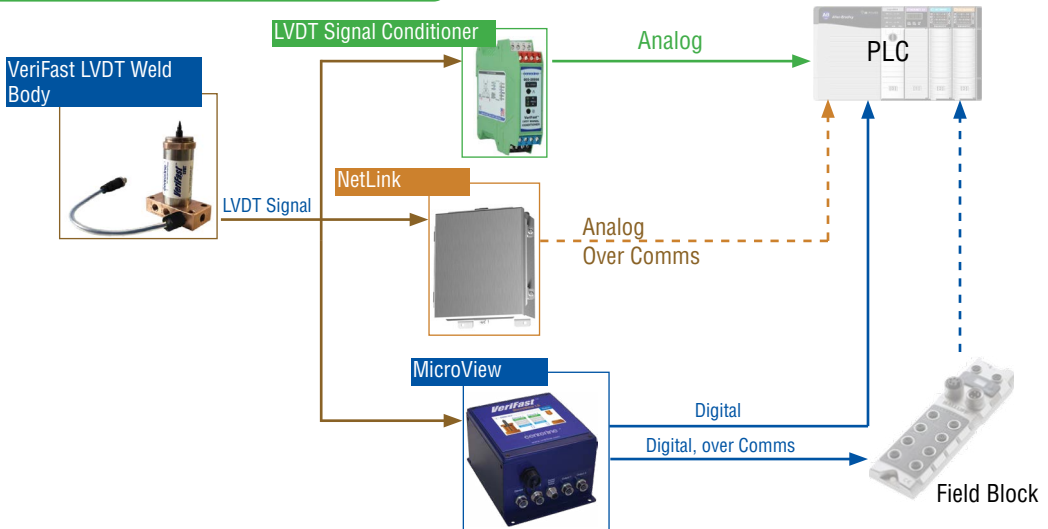 LVDT Signal Conditioner
Analog
PLC
VeriFast LVDT Weld
Body
VeriFast
LVDT Signal
NetLink
Analog
Over Comms
MicroView
VeriFast
Digital
Digital, over Comms
Field Block